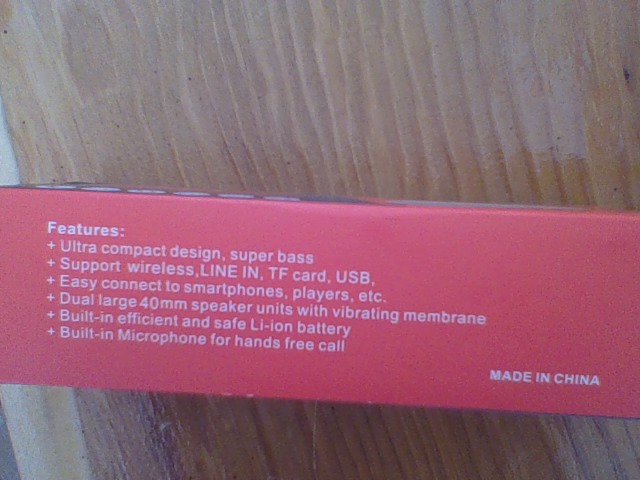 Features:
+ Ultra compact design, super bass
+ Support wireless,LINE IN, TF card, USB,
+ Easy connect to smartphones, players, etc.
+ Dual large 40mm speaker units with vibrating membrane
+ Built-in efficient and safe Li-ion battery
+ Built-in Microphone for hands free call
MADE IN CHINA